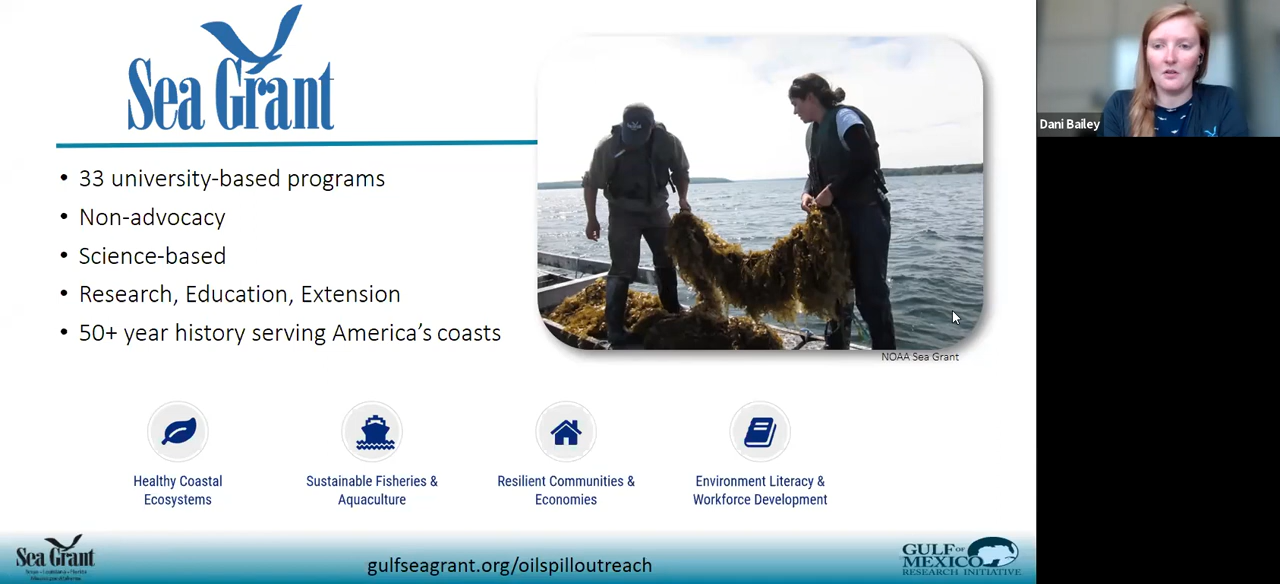 Sea Grant
• 33 university-based programs
• Non-advocacy
• Science-based
• Research, Education, Extension
• 50+ year history serving America's coasts
NOAA Sea Grant
Healthy Coastal
Ecosystems
Sustainable Fisheries &
Aquaculture
Resilient Communities &
Economies
Environment Literacy &
Workforce Development
Sea Grant
gulfseagrant.org/oilspilloutreach
GULF OF
MEXICO
RESEARCH INITIATIVE
Dani Bailey